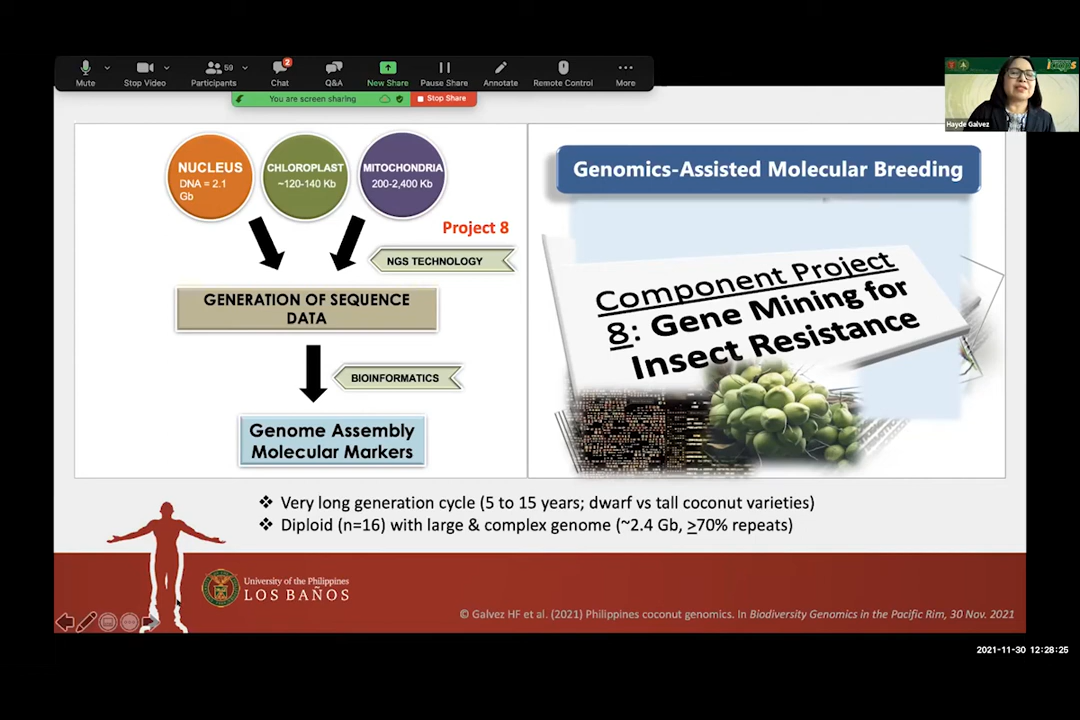 Mute
Stop Video
59
Participants
2
Chat
Q&A
New Share
Pause Share
Annotate
Remote Control
More
You are screen sharing
Stop Share
Hayde Galvez
NUCLEUS
DNA = 2.1
Gb
CHLOROPLAST
~120-140 Kb
MITOCHONDRIA
200-2,400 Kb
Project 8
NGS TECHNOLOGY
GENERATION OF SEQUENCE
DATA
BIOINFORMATICS
Genome Assembly
Molecular Markers
Genomics-Assisted Molecular Breeding
Component Project
8: Gene Mining for
Insect Resistance
❖ Very long generation cycle (5 to 15 years; dwarf vs tall coconut varieties)
❖ Diploid (n=16) with large & complex genome (~2.4 Gb, ≥70% repeats)
University of the Philippines
LOS BAÑOS
© Galvez HF et al. (2021) Philippines coconut genomics. In Biodiversity Genomics in the Pacific Rim, 30 Nov. 2021
2021-11-30 12:28:25